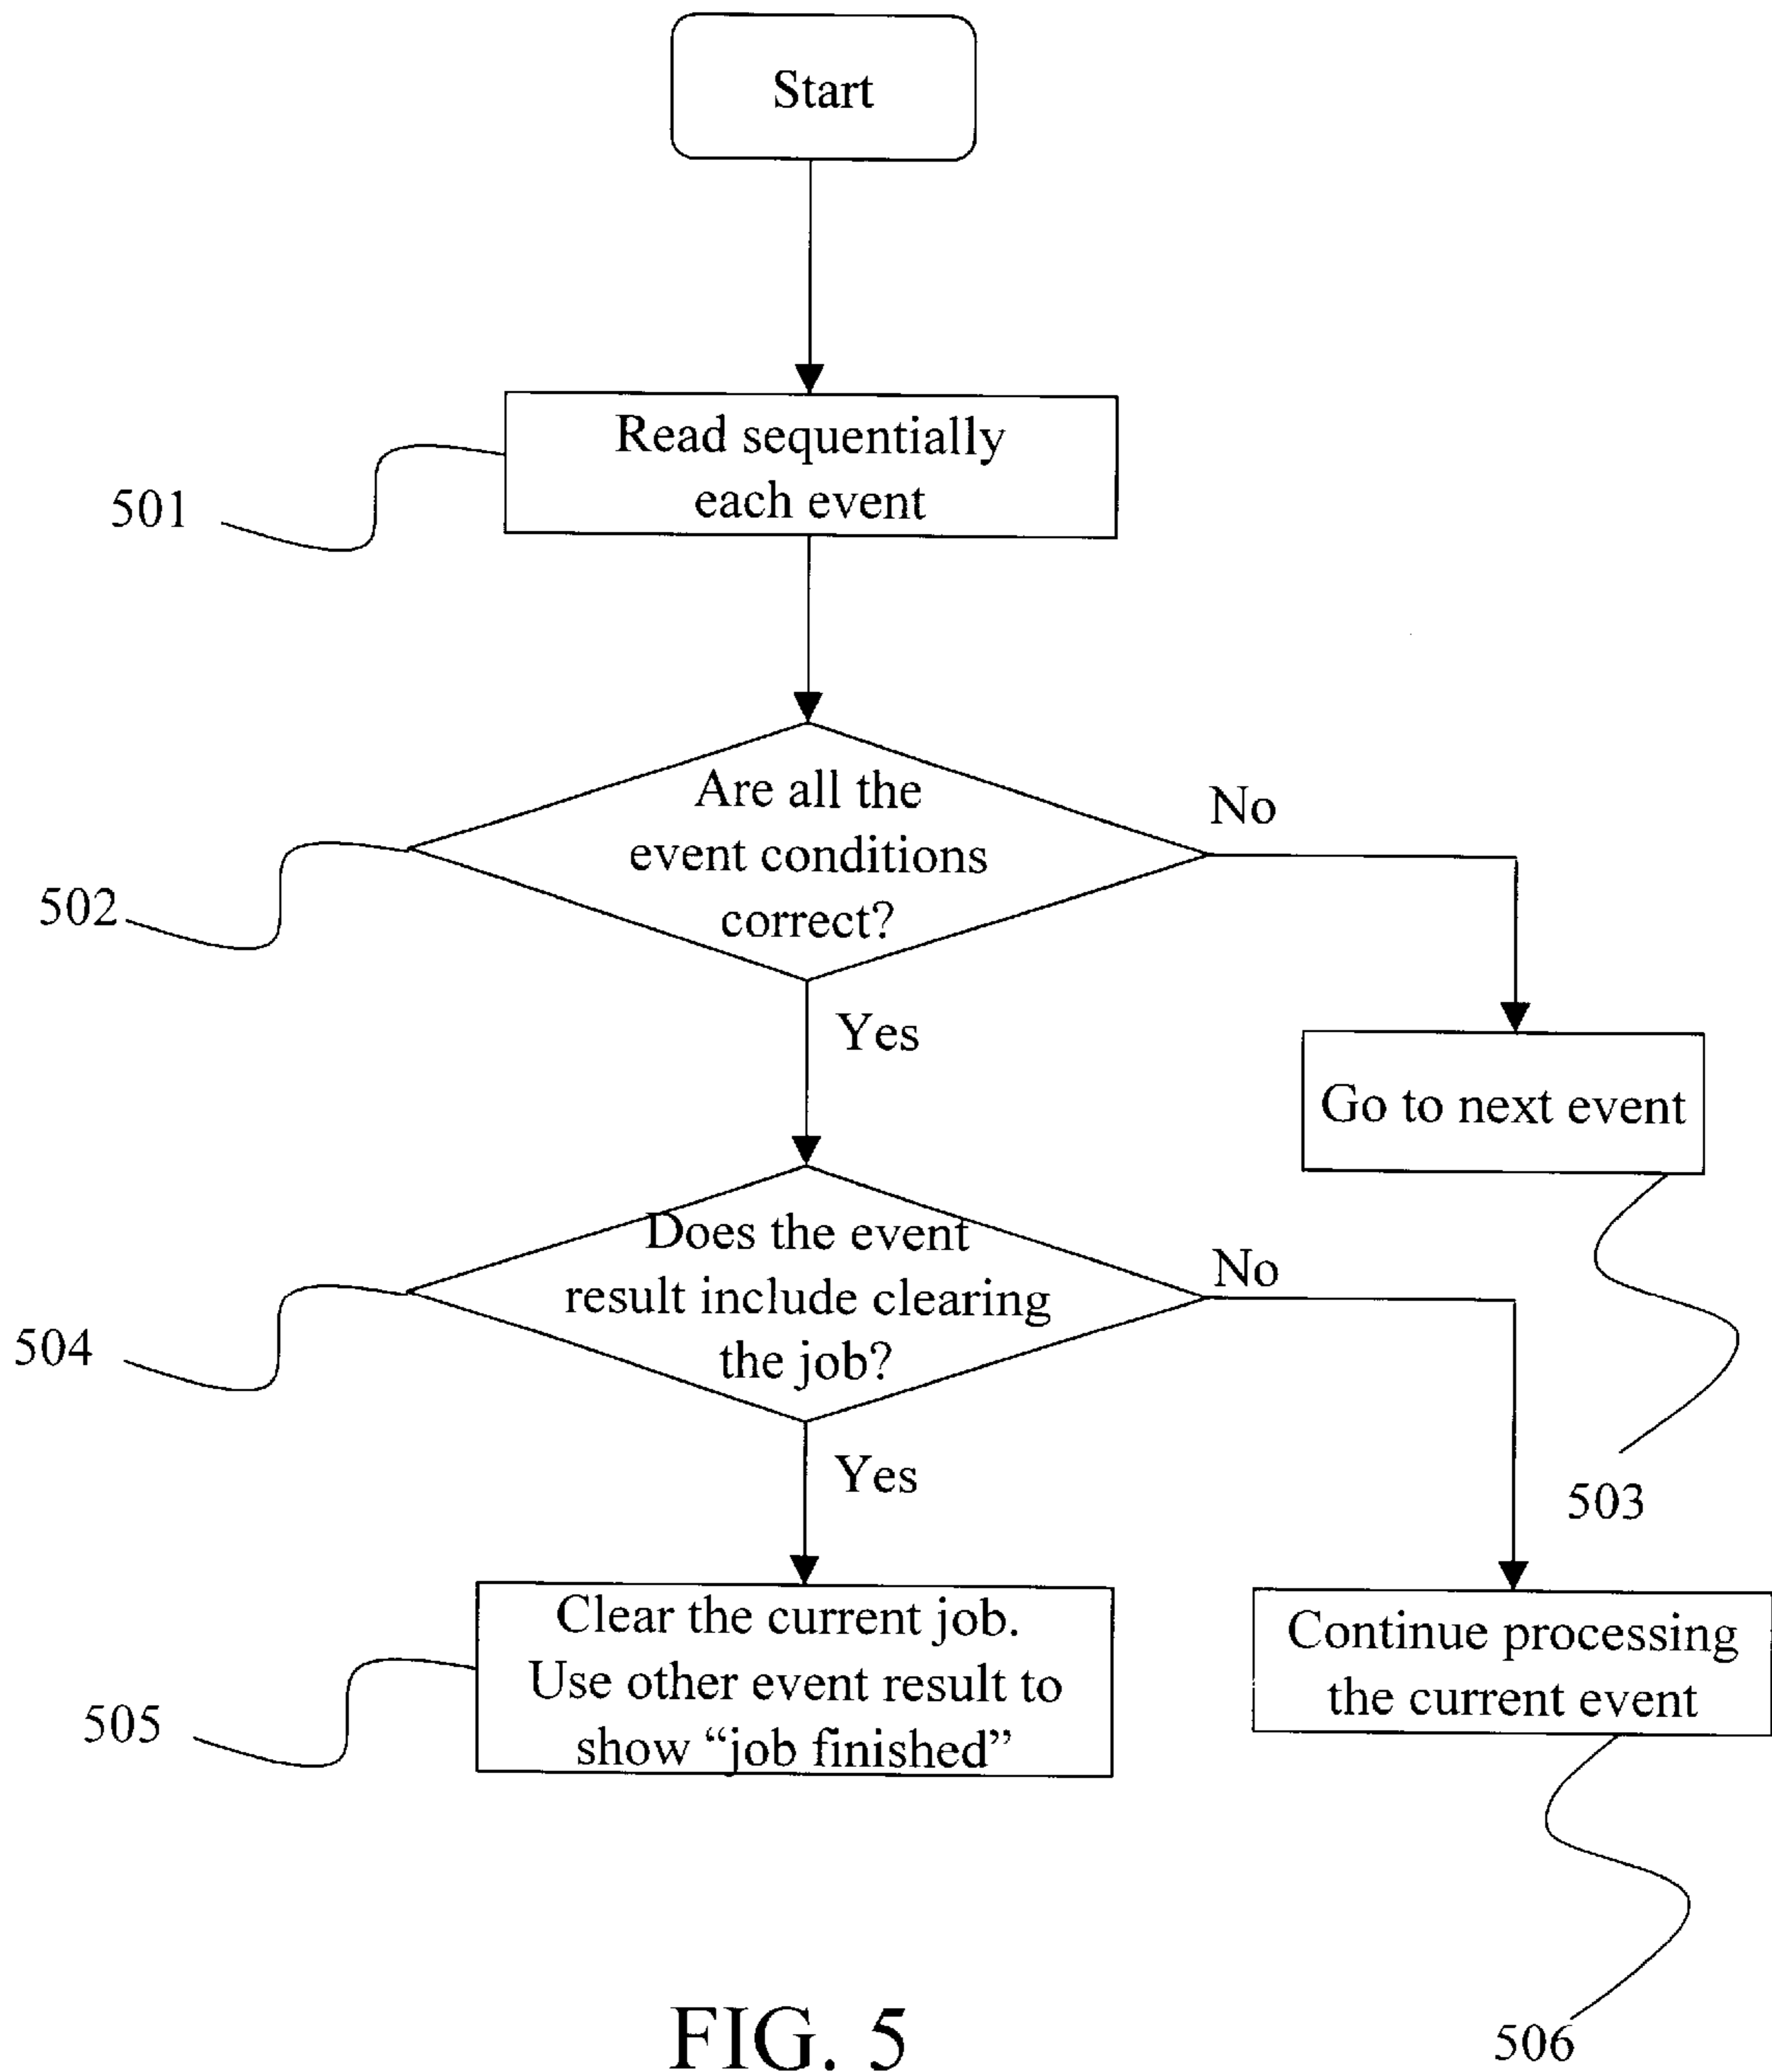 Start
Read sequentially
each event
501
Are all the
event conditions
correct?
No
502
Yes
Go to next event
Does the event
result include clearing
the job?
No
504
Yes
503
Clear the current job.
Use other event result to
show “job finished”
505
Continue processing
the current event
506
FIG. 5